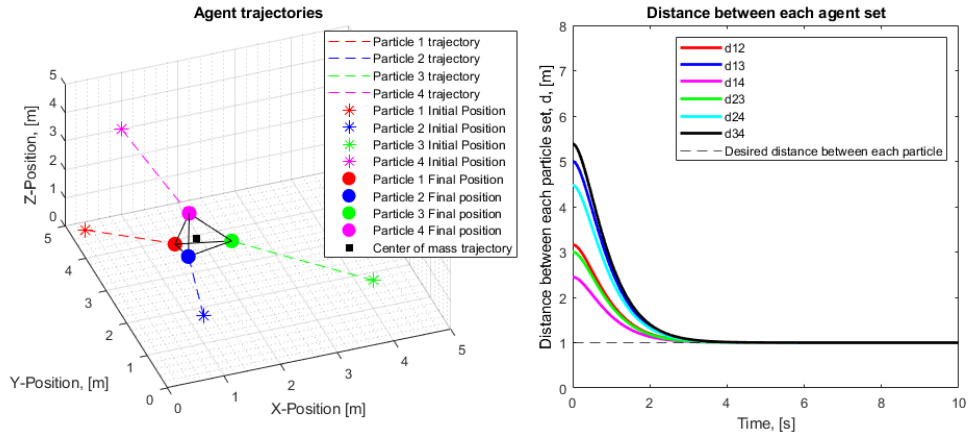 Agent trajectories
Particle 1 trajectory
Particle 2 trajectory
Particle 3 trajectory
Particle 4 trajectory
Particle 1 Initial Position
Particle 2 Initial Position
Particle 3 Initial Position
Particle 4 Initial Position
Particle 1 Final Position
Particle 2 Final position
Particle 3 Final position
Particle 4 Final position
Center of mass trajectory
Z-Position, [m]
5
4
3
2
1
0
5
4
3
2
1
0
Y-Position, [m]
0
1
2
3
4
5
X-Position [m]
Distance between each agent set
d12
d13
d14
d23
d24
d34
Desired distance between each particle
Distance between each particle set, d, [m]
8
7
6
5
4
3
2
1
0
0
2
4
6
8
10
Time, [s]